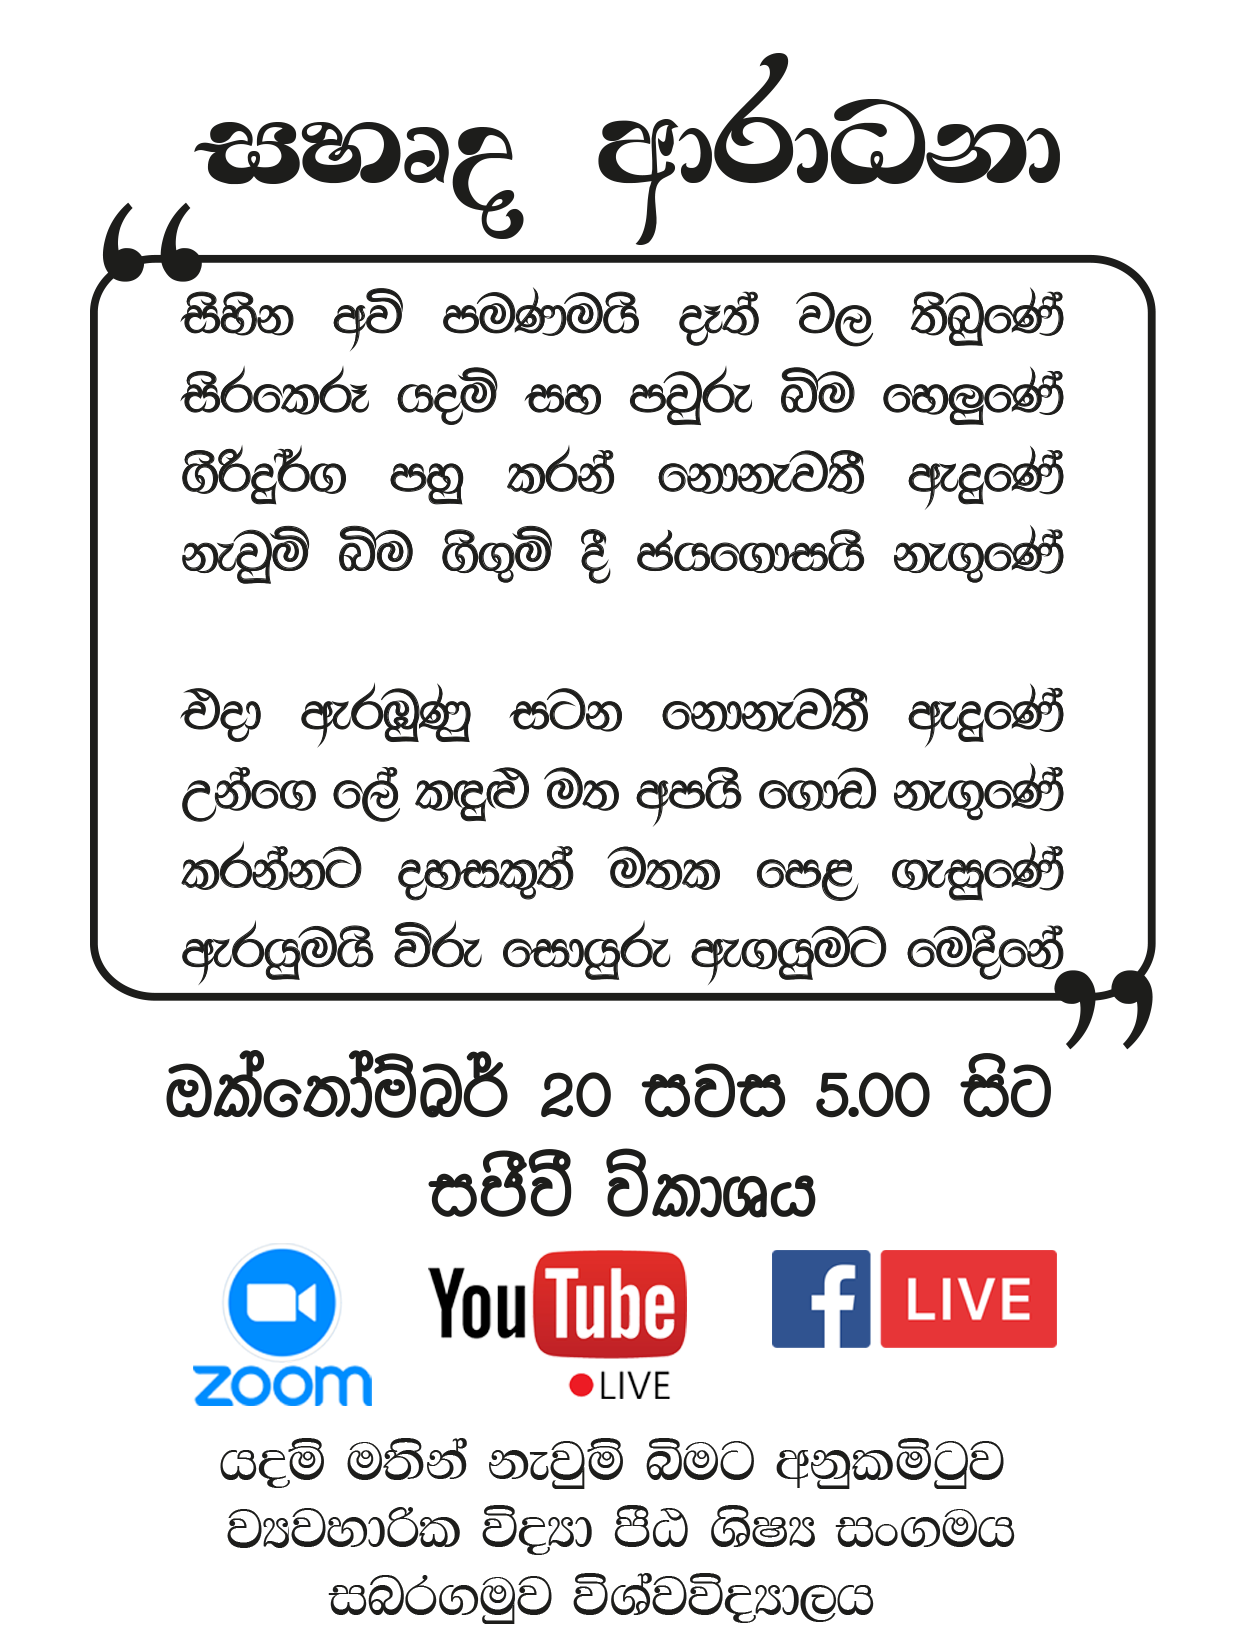 සහෘද ආරාධනා
“
සිහින අවි පමණමයි දෑත් වල තිබුණේ
සිරකෙරූ යදම් සහ පවුරු බිම හෙළුණේ
ගිරිදුර්ග පහු කරන් නොනැවතී ඇදුණේ
නැවුම් බිම ගිගුම් දී ජයගොසයි නැගුණේ
එදා ඇරඹුණු සටන නොනැවතී ඇදුණේ
උන්ගෙ ලේ කඳුළු මත අපයි ගොඩ නැගුණේ
කරන්නට දහසකුත් මතක පෙළ ගැසුණේ
ඇරයුමයි විරු සොයුරු ඇගයුමට මෙදිනේ
”
ඔක්තෝම්බර් 20 සවස 5.00 සිට
සජීවී විකාශය
zoom
YouTube
LIVE
f LIVE
යදම් මතින් නැවුම් බිමට අනුකමිටුව
ව්‍යවහාරික විද්‍යා පීඨ ශිෂ්‍ය සංගමය
සබරගමුව විශ්වවිද්‍යාලය